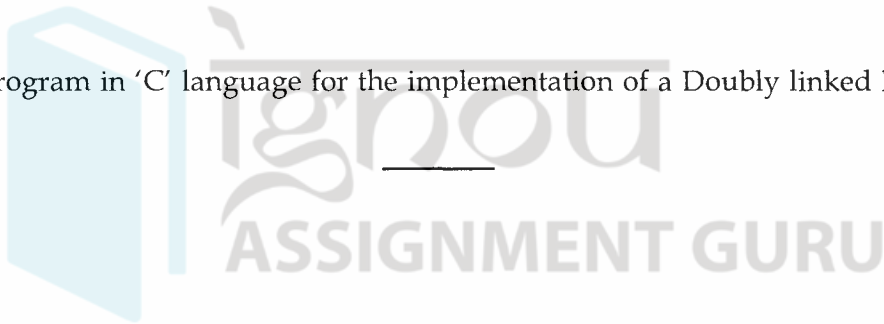 rogram in ‘C’ language for the implementation of a Doubly linked
ignou
ASSIGNMENT GURU